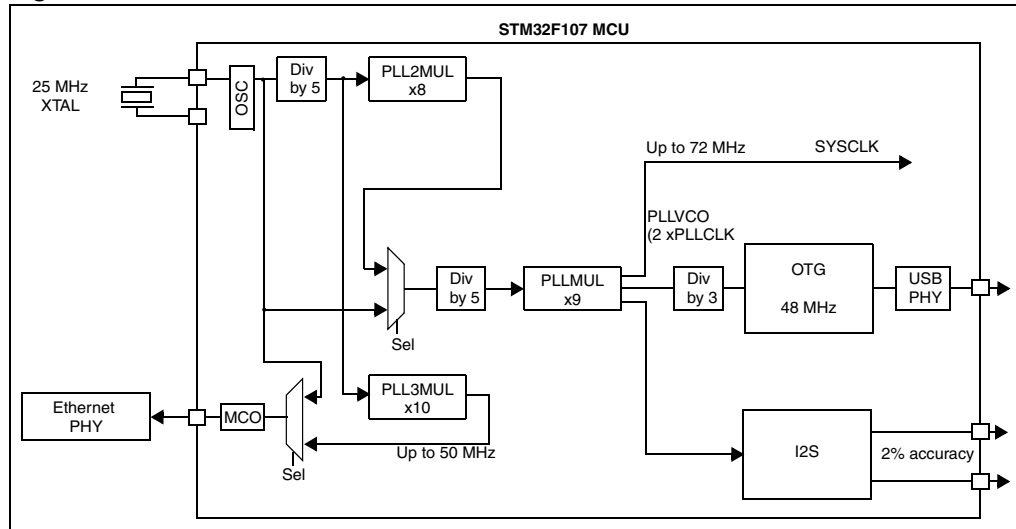 STM32F107 MCU
25 MHz
XTAL
OSC
Div
by 5
PLL2MUL
x8
Up to 72 MHz
SYSCLK
PLLVCO
(2 xPLLCLK
Sel
Div
by 5
PLLMUL
x9
Div
by 3
OTG
48 MHz
USB
PHY
Ethernet
PHY
MCO
Sel
PLL3MUL
x10
Up to 50 MHz
I2S
2% accuracy